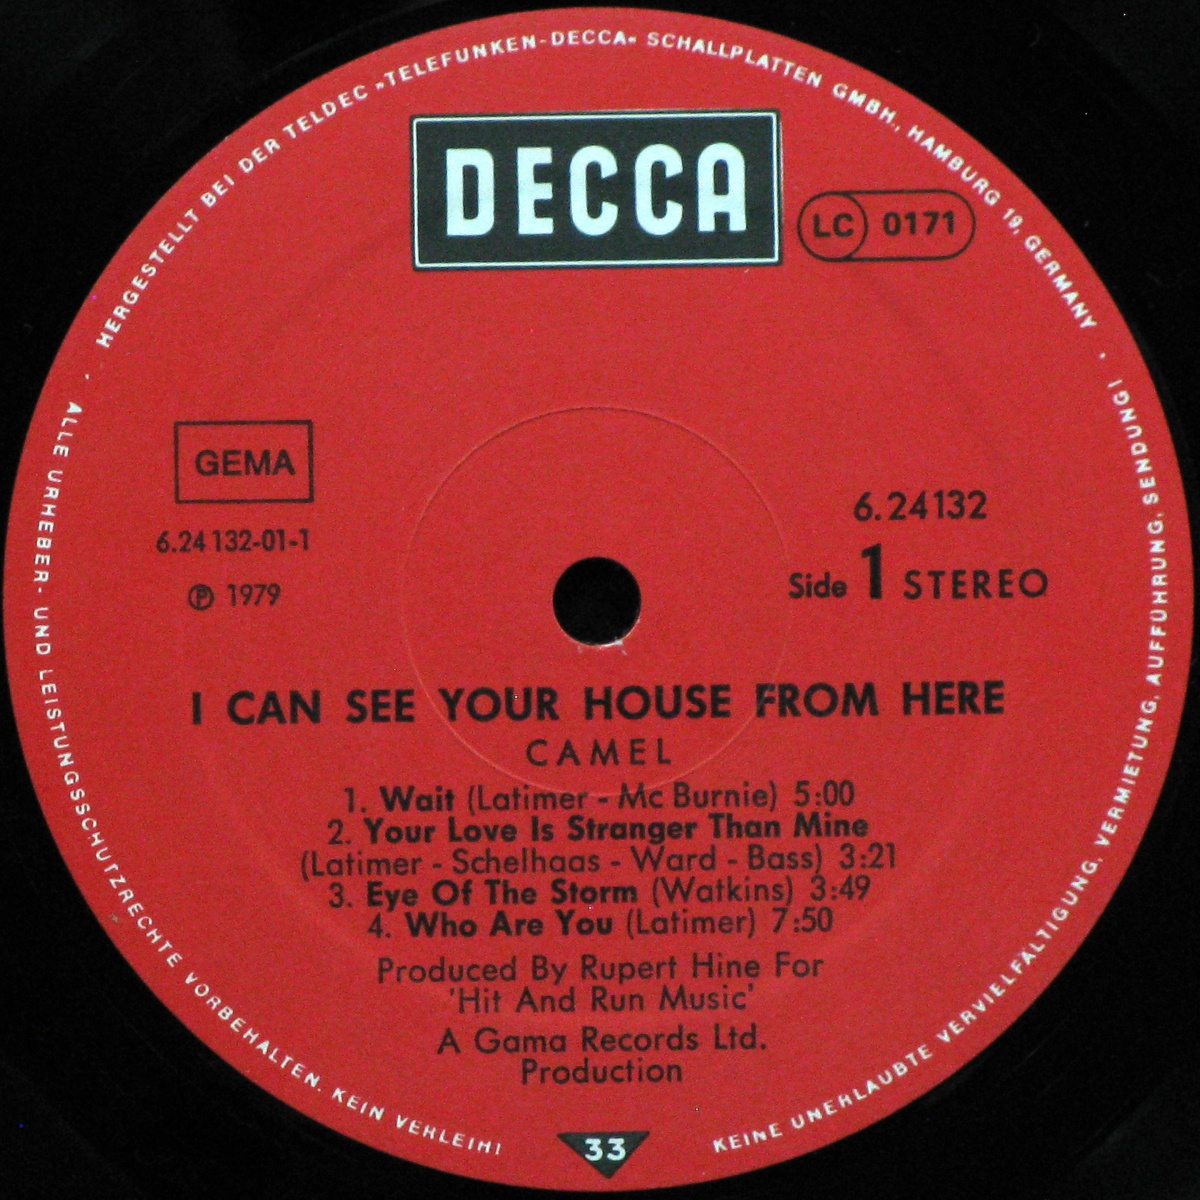 HERGESTELLT BEI DER TELDEC »TELEFUNKEN-DECCA« SCHALLPLATTEN GMBH., HAMBURG 19, GERMANY ·
DECCA
LC 0171
GEMA
6.24132-01-1
℗ 1979
6.24132
Side 1 STEREO
I CAN SEE YOUR HOUSE FROM HERE
CAMEL
1. Wait (Latimer - Mc Burnie) 5:00
2. Your Love Is Stranger Than Mine
(Latimer - Schelhaas - Ward - Bass) 3:21
3. Eye Of The Storm (Watkins) 3:49
4. Who Are You (Latimer) 7:50
Produced By Rupert Hine For
'Hit And Run Music'
A Gama Records Ltd.
Production
33
ALLE URHEBER- UND LEISTUNGSSCHUTZRECHTE VORBEHALTEN. KEIN VERLEIH!
KEINE UNERLAUBTE VERVIELFÄLTIGUNG, VERMIETUNG, AUFFÜHRUNG, SENDUNG!